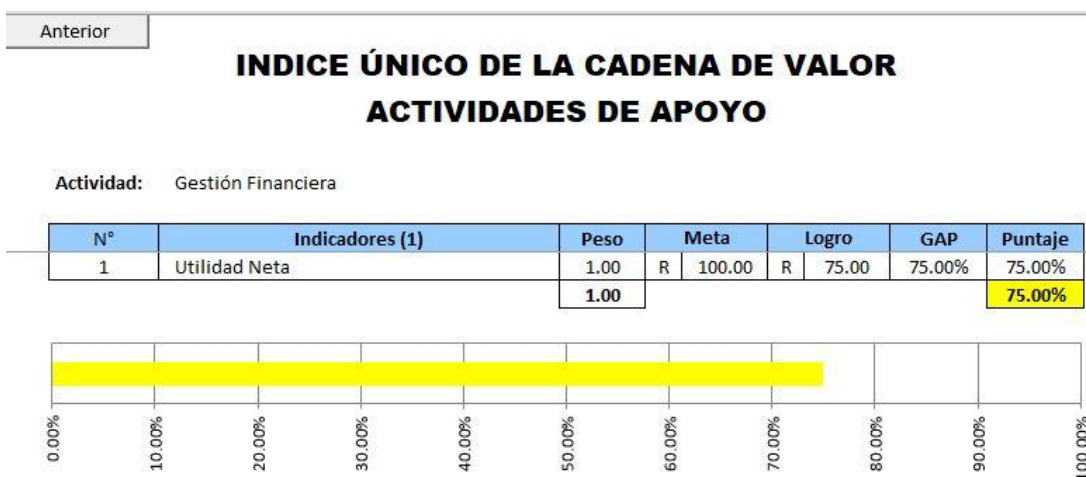 Anterior
INDICE ÚNICO DE LA CADENA DE VALOR
ACTIVIDADES DE APOYO
Actividad: Gestión Financiera
N° Indicadores (1) Peso Meta Logro GAP Puntaje
1 Utilidad Neta 1.00 R 100.00 R 75.00 75.00% 75.00%
1.00 75.00%
0.00% 10.00% 20.00% 30.00% 40.00% 50.00% 60.00% 70.00% 80.00% 90.00% 100.00%